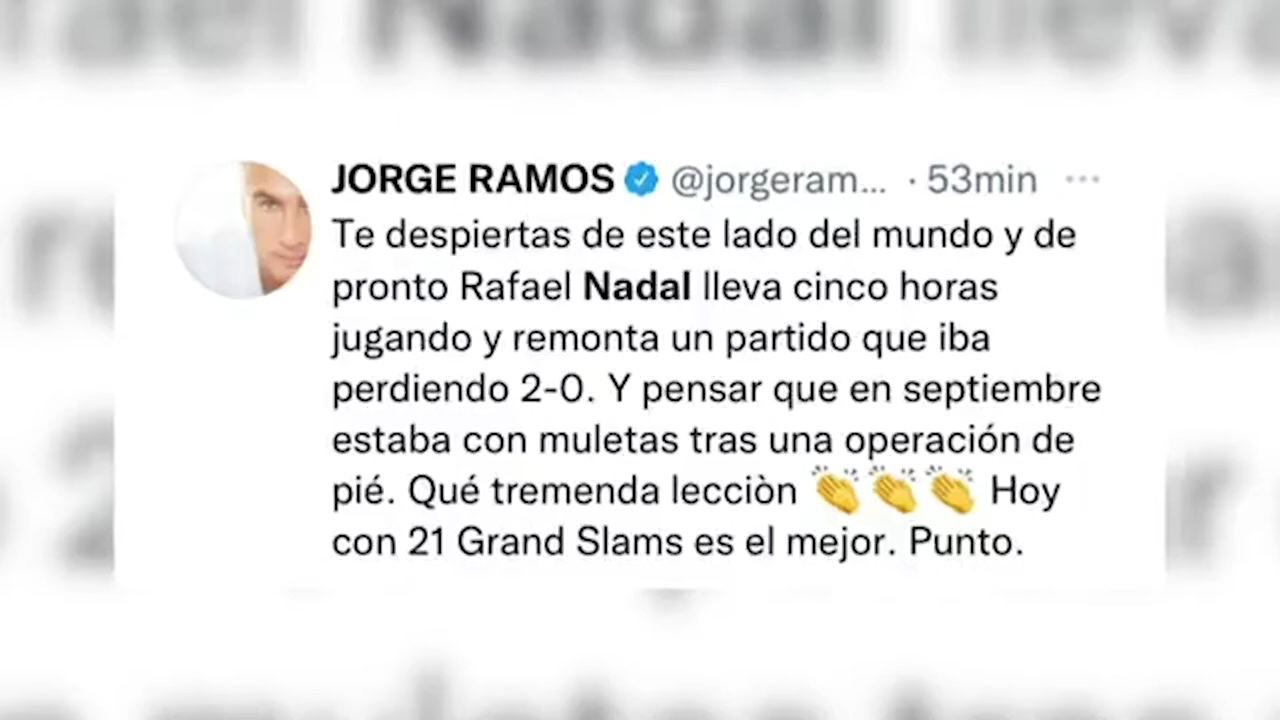 JORGE RAMOS @jorgeram... · 53min ...
Te despiertas de este lado del mundo y de
pronto Rafael Nadal lleva cinco horas
jugando y remonta un partido que iba
perdiendo 2-0. Y pensar que en septiembre
estaba con muletas tras una operación de
pié. Qué tremenda lecciòn 👏👏👏 Hoy
con 21 Grand Slams es el mejor. Punto.